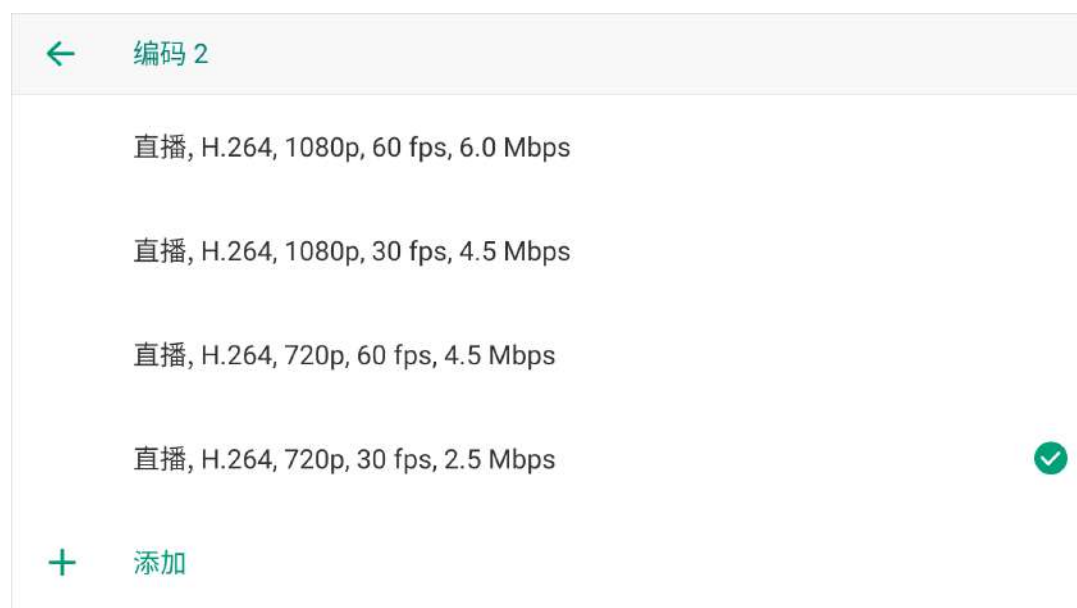 编码 2
直播, H.264, 1080p, 60 fps, 6.0 Mbps
直播, H.264, 1080p, 30 fps, 4.5 Mbps
直播, H.264, 720p, 60 fps, 4.5 Mbps
直播, H.264, 720p, 30 fps, 2.5 Mbps
添加